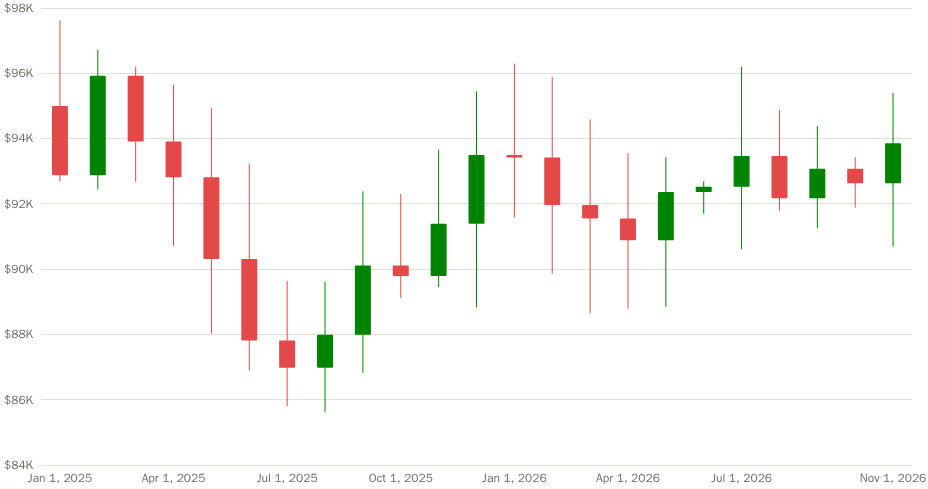 $98K
$96K
$94K
$92K
$90K
$88K
$86K
$84K
Jan 1, 2025 Apr 1, 2025 Jul 1, 2025 Oct 1, 2025 Jan 1, 2026 Apr 1, 2026 Jul 1, 2026 Nov 1, 2026